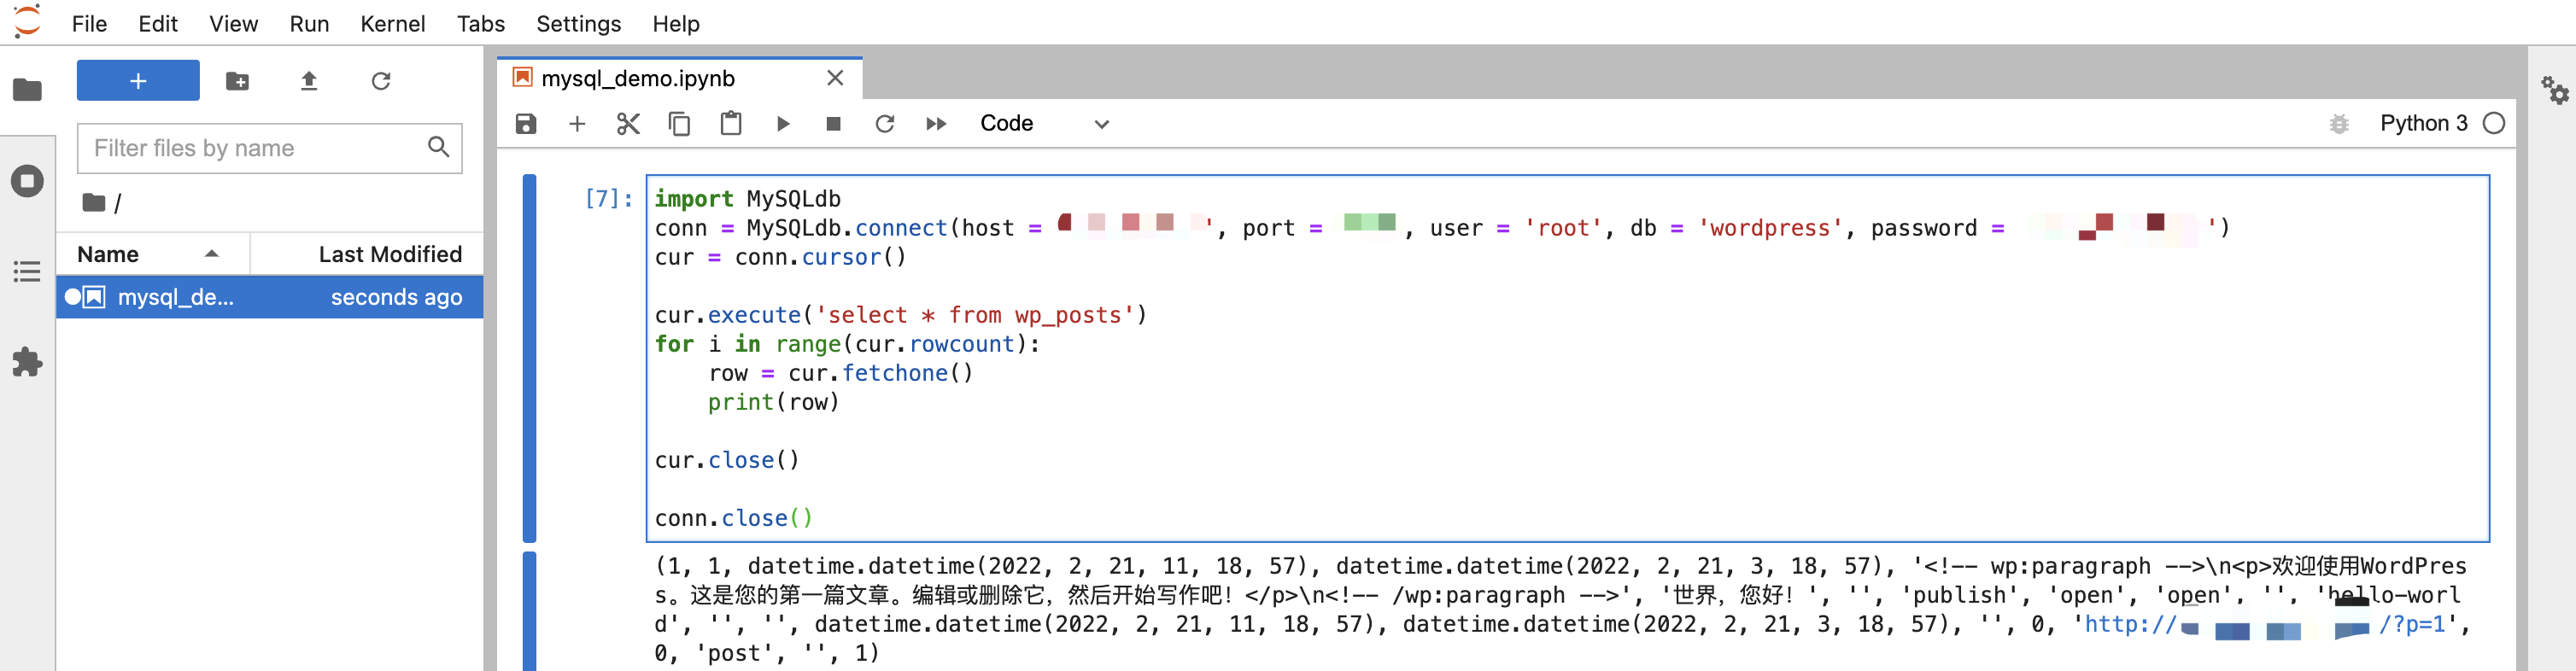 File Edit View Run Kernel Tabs Settings Help
+
Filter files by name
/
Name Last Modified
mysql_de... seconds ago
mysql_demo.ipynb
Code
Python 3
[7]:
import MySQLdb
conn = MySQLdb.connect(host = ', port = , user = 'root', db = 'wordpress', password = ')
cur = conn.cursor()
cur.execute('select * from wp_posts')
for i in range(cur.rowcount):
    row = cur.fetchone()
    print(row)
cur.close()
conn.close()
(1, 1, datetime.datetime(2022, 2, 21, 11, 18, 57), datetime.datetime(2022, 2, 21, 3, 18, 57), '<!-- wp:paragraph -->\n<p>欢迎使用WordPres
s。这是您的第一篇文章。编辑或删除它，然后开始写作吧！</p>\n<!-- /wp:paragraph -->', '世界，您好！', '', 'publish', 'open', 'open', '', 'hello-worl
d', '', '', datetime.datetime(2022, 2, 21, 11, 18, 57), datetime.datetime(2022, 2, 21, 3, 18, 57), '', 0, 'http:// /?p=1',
0, 'post', '', 1)